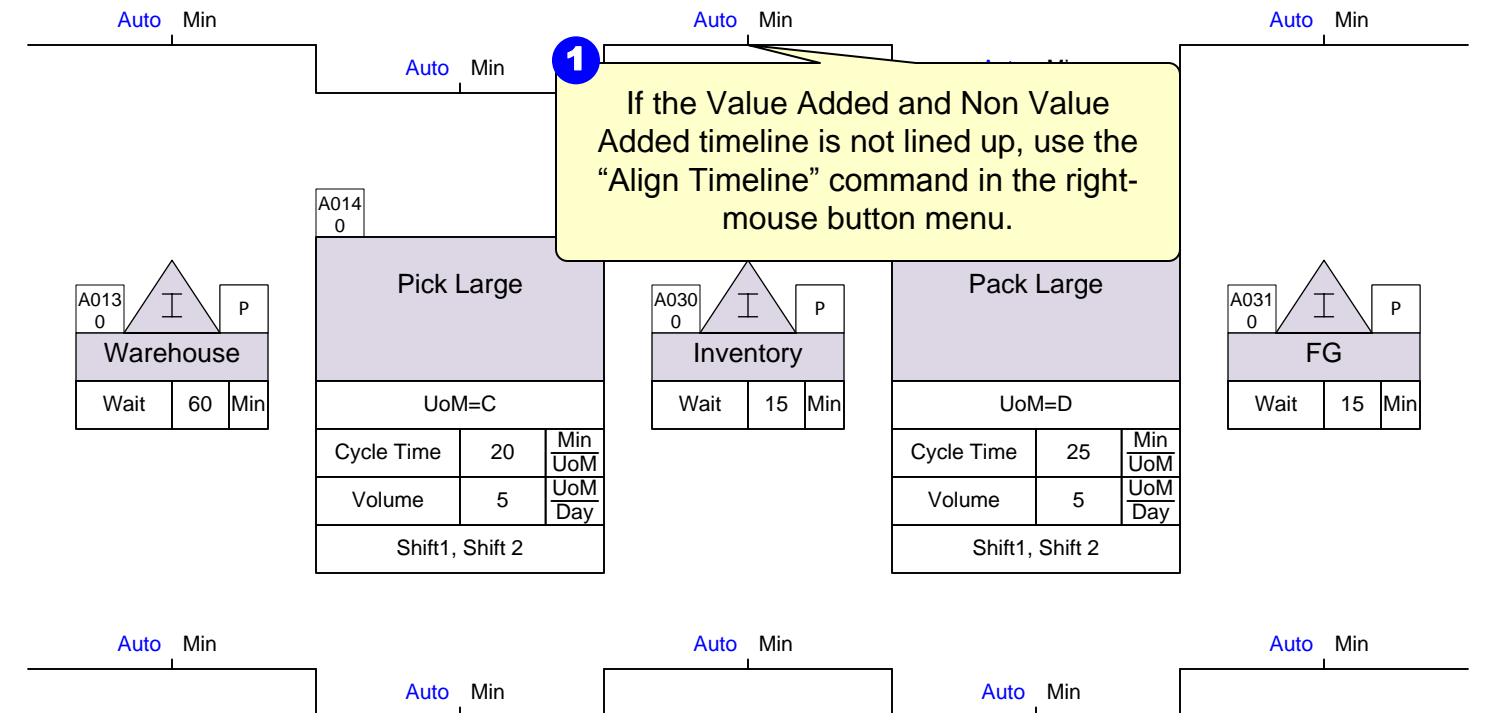 Auto Min
Auto Min
Auto Min
Auto Min
1
If the Value Added and Non Value
Added timeline is not lined up, use the
“Align Timeline” command in the right-
mouse button menu.
A013
0
I
P
Warehouse
Wait 60 Min
A014
0
Pick Large
UoM=C
Cycle Time 20 Min
UoM
Volume 5 UoM
Day
Shift1, Shift 2
A030
0
I
P
Inventory
Wait 15 Min
Pack Large
UoM=D
Cycle Time 25 Min
UoM
Volume 5 UoM
Day
Shift1, Shift 2
A031
0
I
P
FG
Wait 15 Min
Auto Min
Auto Min
Auto Min
Auto Min
Auto Min